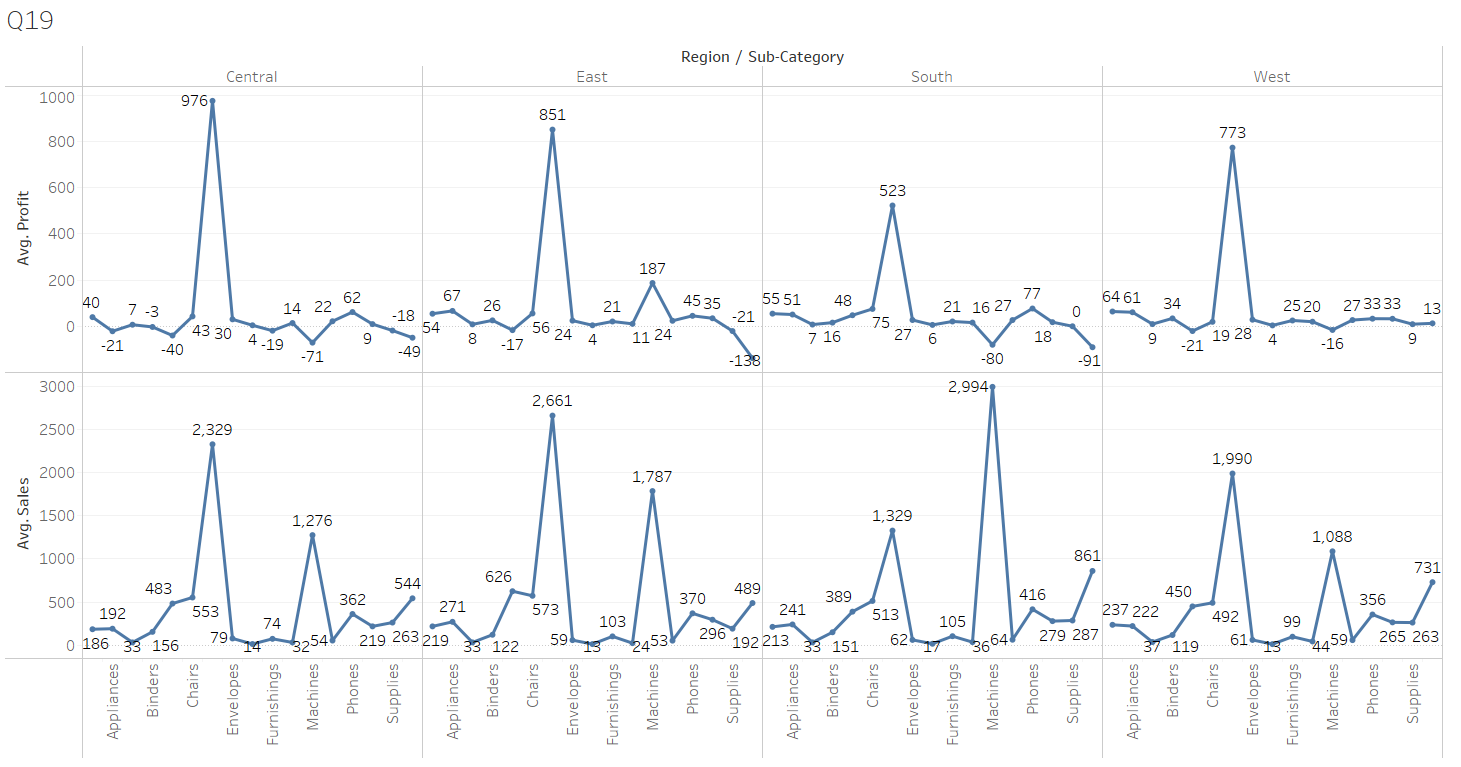 Q19
Region / Sub-Category
Central East South West
Avg. Profit
1000
800
600
400
200
0
40 -21 7 -3 -40 43 976 30 4 -19 14 -71 22 62 9 -18 -49
54 67 8 26 -17 56 851 24 4 21 11 187 24 45 35 -21 -138
55 51 7 16 48 75 523 27 6 21 16 -80 27 77 18 0 -91
64 61 9 34 -21 19 773 28 4 25 20 -16 27 33 33 9 13
Avg. Sales
3000
2500
2000
1500
1000
500
0
186 192 33 156 483 553 2,329 79 14 74 32 1,276 54 362 219 263 544
219 271 33 122 626 573 2,661 59 13 103 24 1,787 53 370 296 192 489
213 241 33 151 389 513 1,329 62 17 105 36 2,994 64 416 279 287 861
237 222 37 119 450 492 1,990 61 13 99 44 1,088 59 356 265 263 731
Appliances Binders Chairs Envelopes Furnishings Machines Phones Supplies
Appliances Binders Chairs Envelopes Furnishings Machines Phones Supplies
Appliances Binders Chairs Envelopes Furnishings Machines Phones Supplies
Appliances Binders Chairs Envelopes Furnishings Machines Phones Supplies